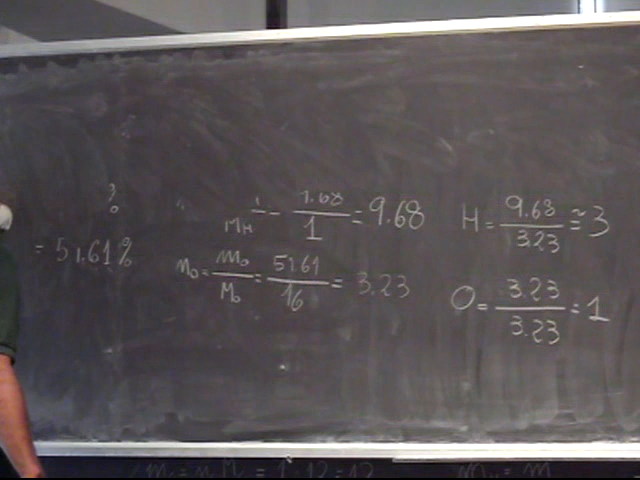 M_H = 9.68/1 = 9.68
H = 9.68/3.23 ≅ 3
= 51,61%
n_o = m_o/M_o = 51.61/16 = 3.23
O = 3.23/3.23 = 1